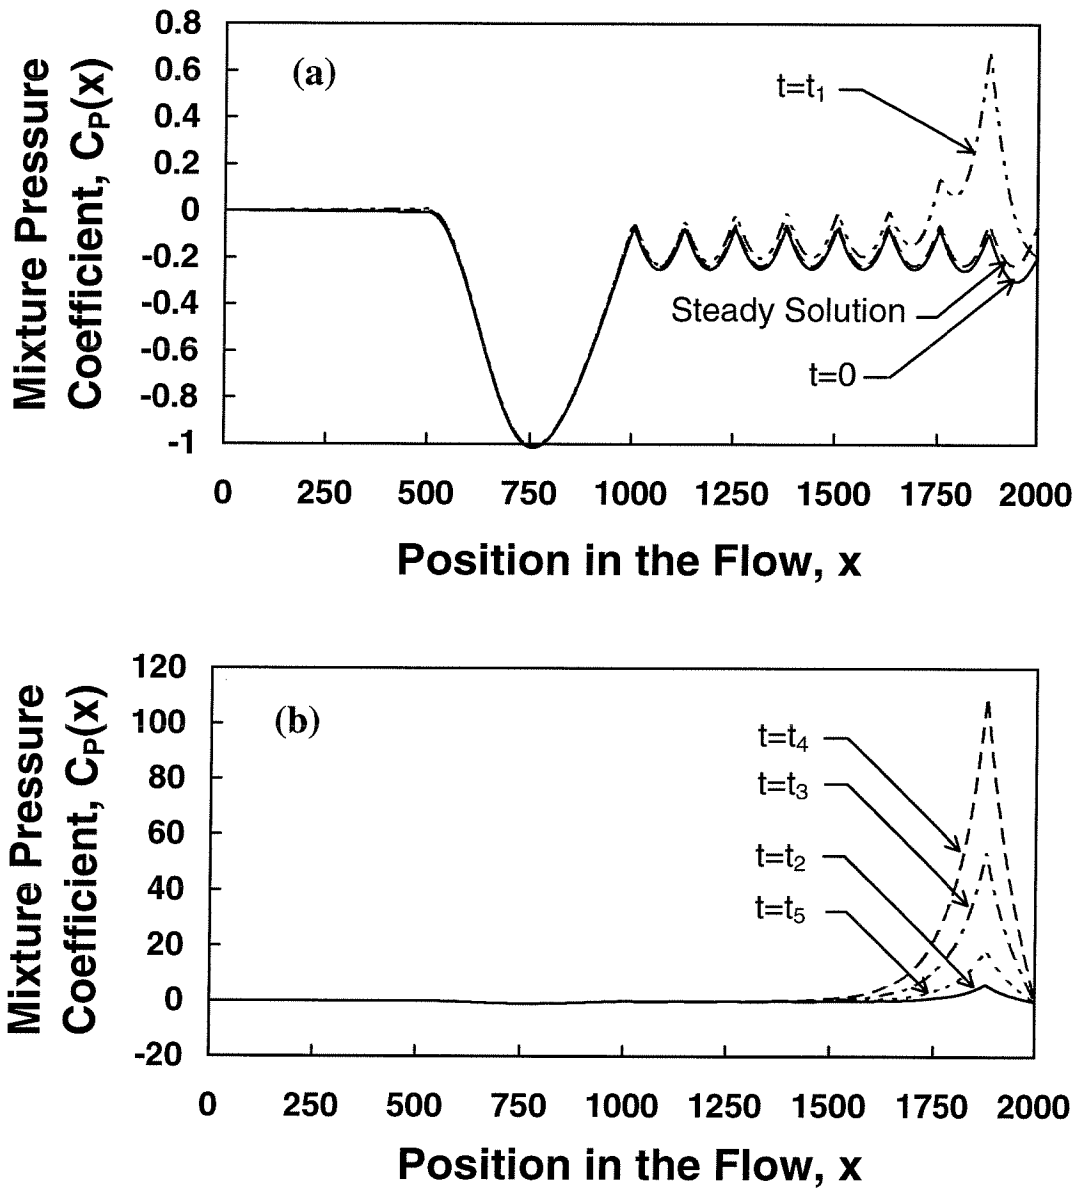 Mixture Pressure
Coefficient, CP(x)
0.8
0.6
0.4
0.2
0
-0.2
-0.4
-0.6
-0.8
-1
(a)
t=t1
Steady Solution
t=0
0 250 500 750 1000 1250 1500 1750 2000
Position in the Flow, x
Mixture Pressure
Coefficient, CP(x)
120
100
80
60
40
20
0
-20
(b)
t=t4
t=t3
t=t2
t=t5
0 250 500 750 1000 1250 1500 1750 2000
Position in the Flow, x